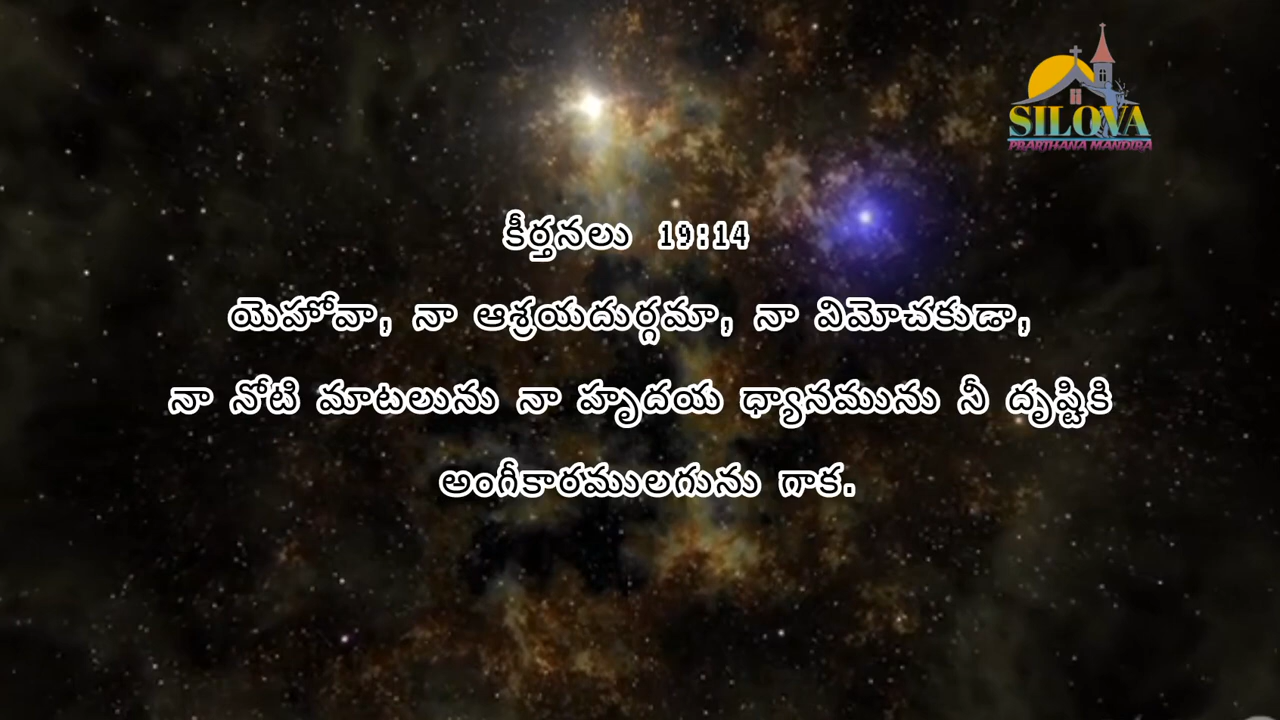 SILOVA
PRARTHANA MANDIRA
కీర్తనలు 19:14
యెహోవా, నా ఆశ్రయదుర్గమా, నా విమోచకుడా,
నా నోటి మాటలును నా హృదయ ధ్యానమును నీ దృష్టికి
అంగీకారములగును గాక.